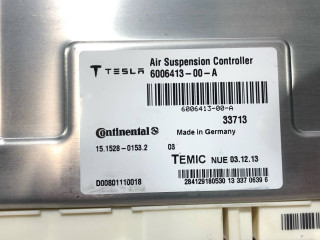 TESLA
Air Suspension Controller
6006413-00-A
6006413-00-A
33713
Continental
Made in Germany
15.1528-0153.2
03
TEMIC NUE 03.12.13
D00801110018
284129180530 13 337 0639 6